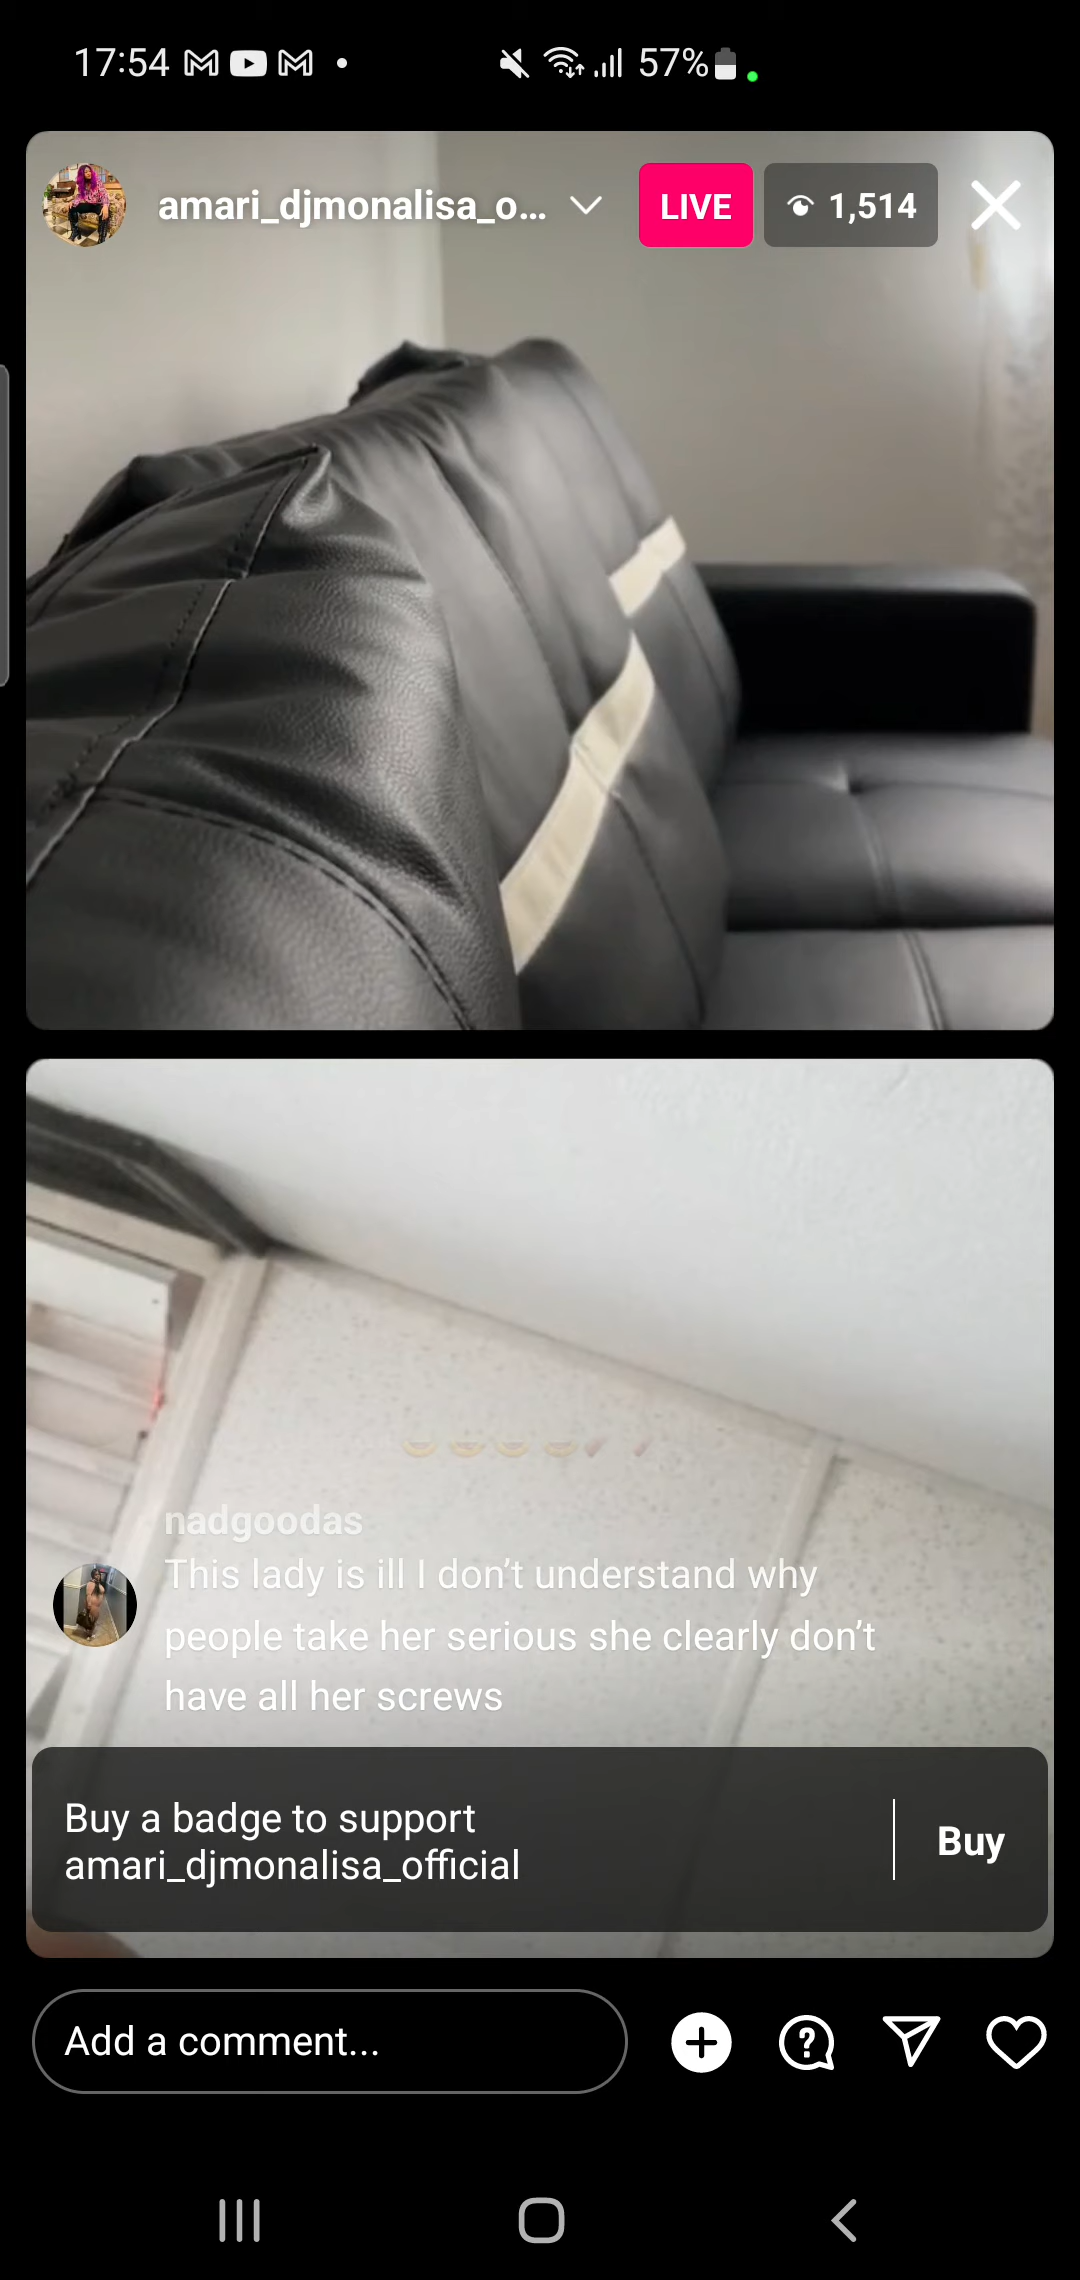 17:54
57%
amari_djmonalisa_o...
LIVE
1,514
nadgoodas
This lady is ill I don't understand why
people take her serious she clearly don't
have all her screws
Buy a badge to support
amari_djmonalisa_official
Buy
Add a comment...